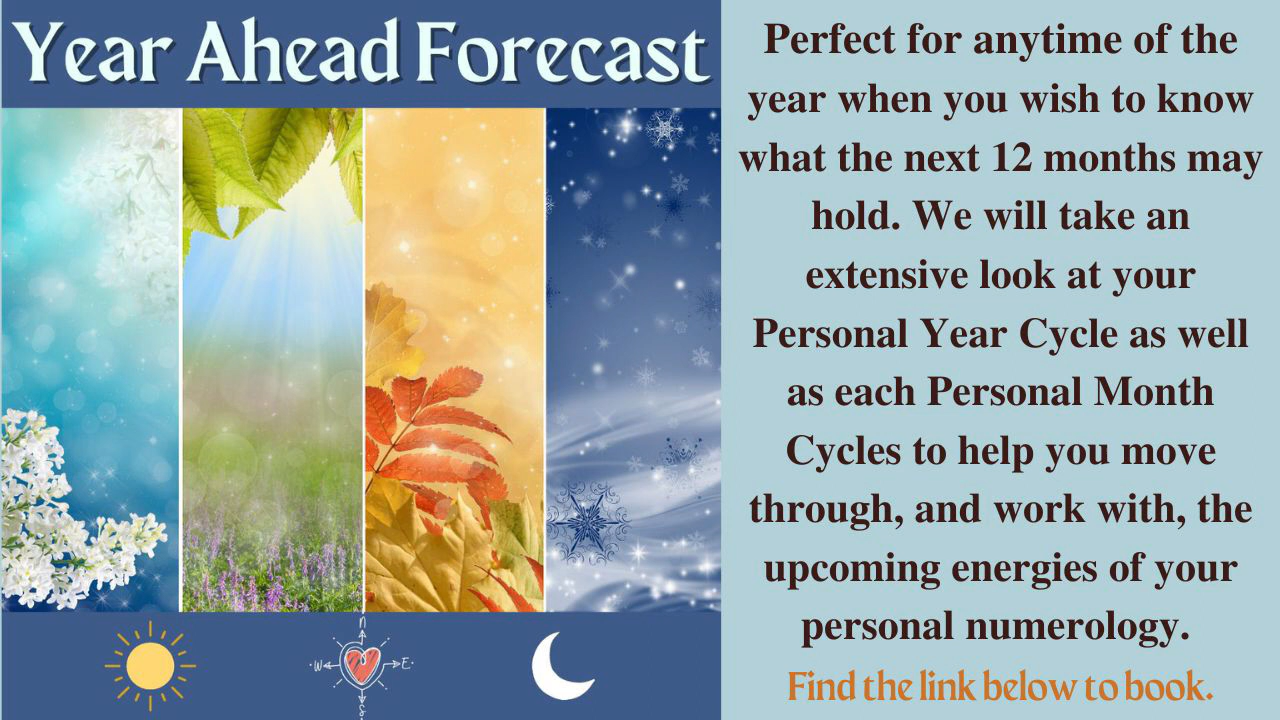 Year Ahead Forecast
Perfect for anytime of the
year when you wish to know
what the next 12 months may
hold. We will take an
extensive look at your
Personal Year Cycle as well
as each Personal Month
Cycles to help you move
through, and work with, the
upcoming energies of your
personal numerology.
Find the link below to book.
n
W E
s